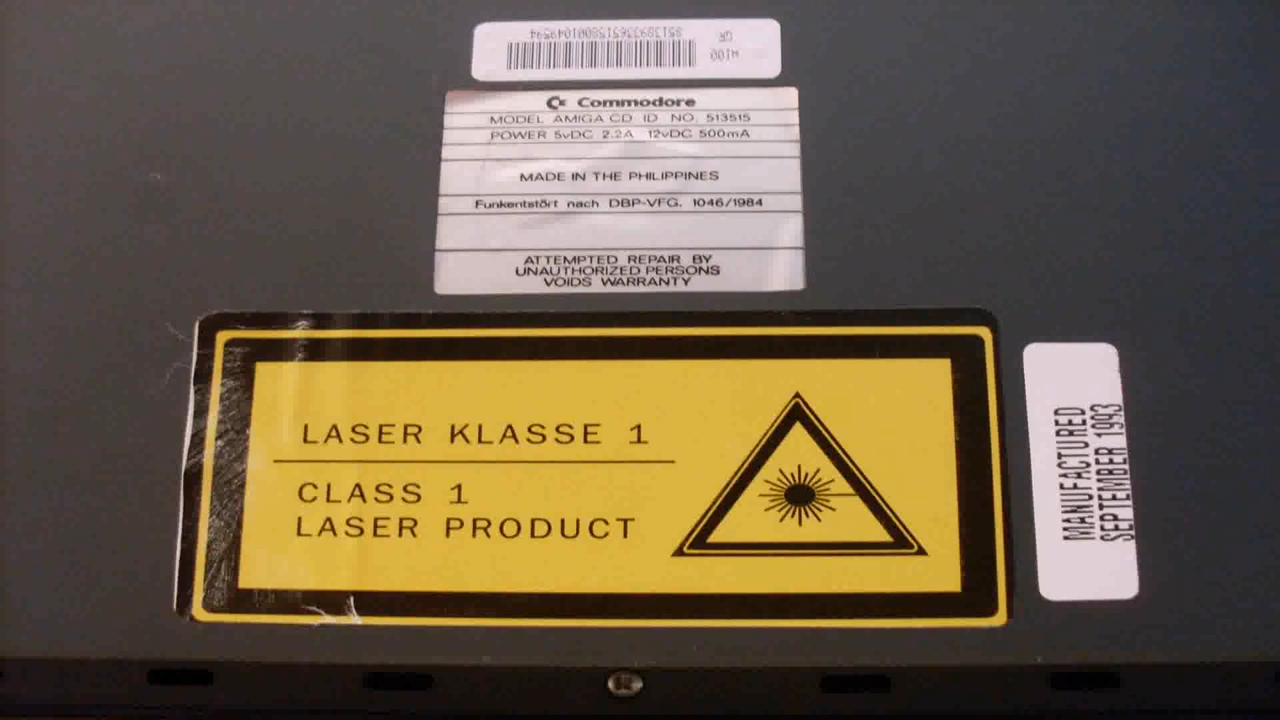 GR
W100
Commodore
MODEL AMIGA CD ID NO. 513515
POWER 5vDC 2.2A 12vDC 500mA
MADE IN THE PHILIPPINES
Funkentstört nach DBP-VFG. 1046/1984
ATTEMPTED REPAIR BY
UNAUTHORIZED PERSONS
VOIDS WARRANTY
LASER KLASSE 1
CLASS 1
LASER PRODUCT
MANUFACTURED
SEPTEMBER 1993